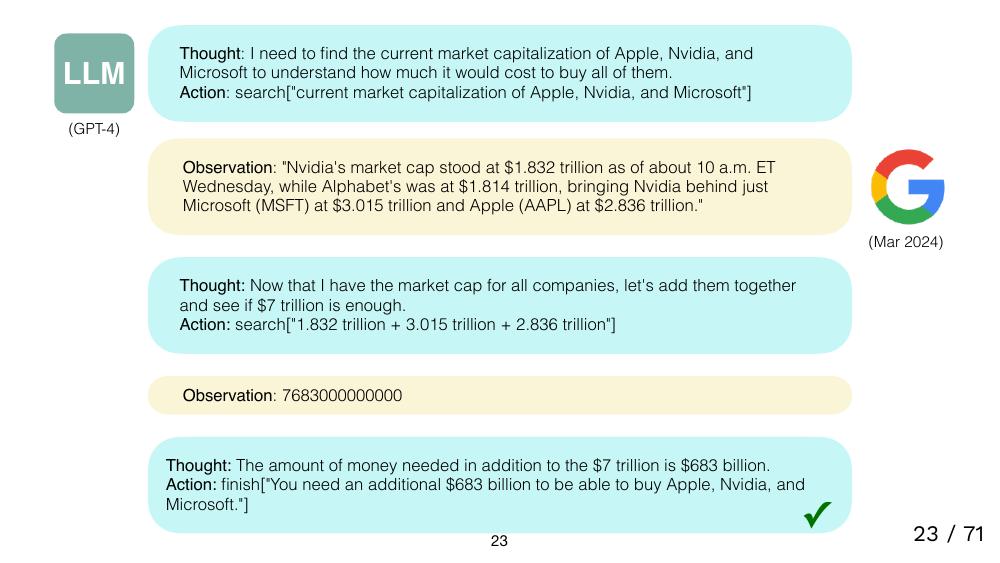 LLM
(GPT-4)
Thought: I need to find the current market capitalization of Apple, Nvidia, and
Microsoft to understand how much it would cost to buy all of them.
Action: search["current market capitalization of Apple, Nvidia, and Microsoft"]
Observation: "Nvidia's market cap stood at $1.832 trillion as of about 10 a.m. ET
Wednesday, while Alphabet's was at $1.814 trillion, bringing Nvidia behind just
Microsoft (MSFT) at $3.015 trillion and Apple (AAPL) at $2.836 trillion."
(Mar 2024)
Thought: Now that I have the market cap for all companies, let's add them together
and see if $7 trillion is enough.
Action: search["1.832 trillion + 3.015 trillion + 2.836 trillion"]
Observation: 7683000000000
Thought: The amount of money needed in addition to the $7 trillion is $683 billion.
Action: finish["You need an additional $683 billion to be able to buy Apple, Nvidia, and
Microsoft."]
23
23 / 71